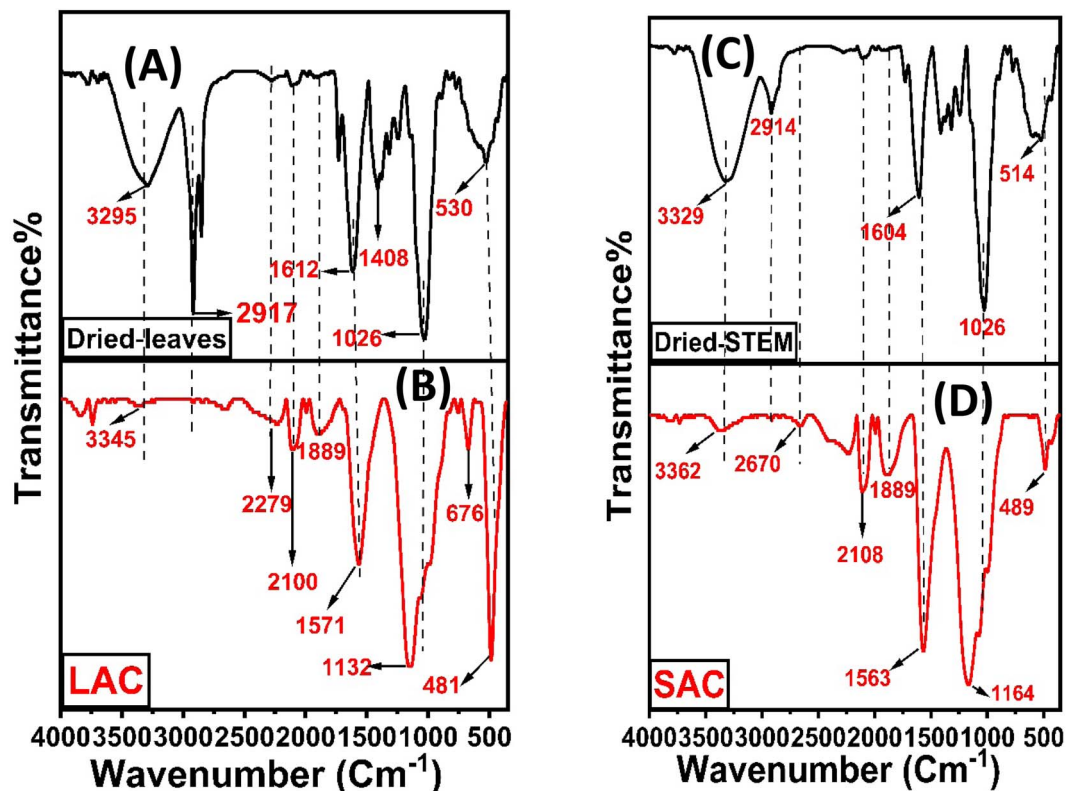 Transmittance%
(A)
3295
2917
1612
1408
1026
530
Dried-leaves
(B)
3345
2279
2100
1889
1571
1132
676
481
LAC
4000 3500 3000 2500 2000 1500 1000 500
Wavenumber (Cm-1)
Transmittance%
(C)
3329
2914
1604
1026
514
Dried-STEM
(D)
3362
2670
2108
1889
1563
1164
489
SAC
4000 3500 3000 2500 2000 1500 1000 500
Wavenumber (Cm-1)